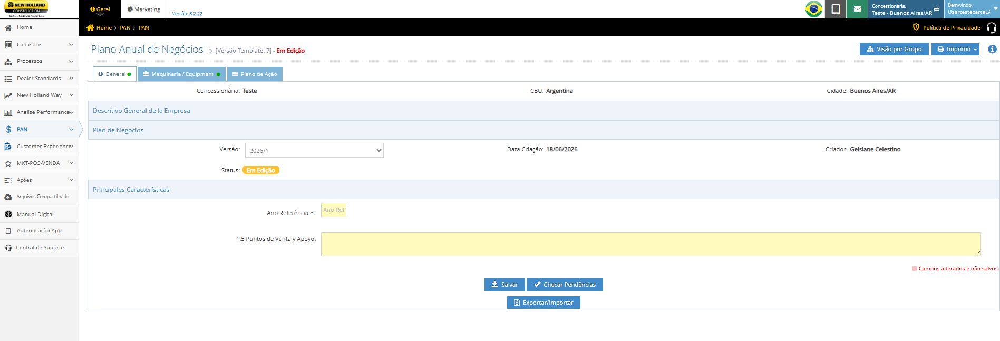 NEW HOLLAND
CONSTRUCTION
Latin America Importers
Geral
Marketing
Versão: 8.2.22
Concessionária,
Teste - Buenos Aires/AR
Bem-vindo,
UsertestecartaLA
Home > PAN > PAN
Política de Privacidade
Home
Cadastros
Processos
Dealer Standards
New Holland Way
Análise Performance
PAN
Customer Experience
MKT-PÓS-VENDA
Ações
Arquivos Compartilhados
Manual Digital
Autenticação App
Central de Suporte
Plano Anual de Negócios » [Versão Template: 7] - Em Edição
Visão por Grupo
Imprimir
General
Maquinaria / Equipment
Plano de Ação
Concessionária: Teste
CBU: Argentina
Cidade: Buenos Aires/AR
Descritivo General de la Empresa
Plan de Negócios
Versão: 2026/1
Data Criação: 18/06/2026
Criador: Geisiane Celestino
Status: Em Edição
Principales Características
Ano Referência * : Ano Ref
1.5 Puntos de Venta y Apoyo:
Campos alterados e não salvos
Salvar
Checar Pendências
Exportar/Importar